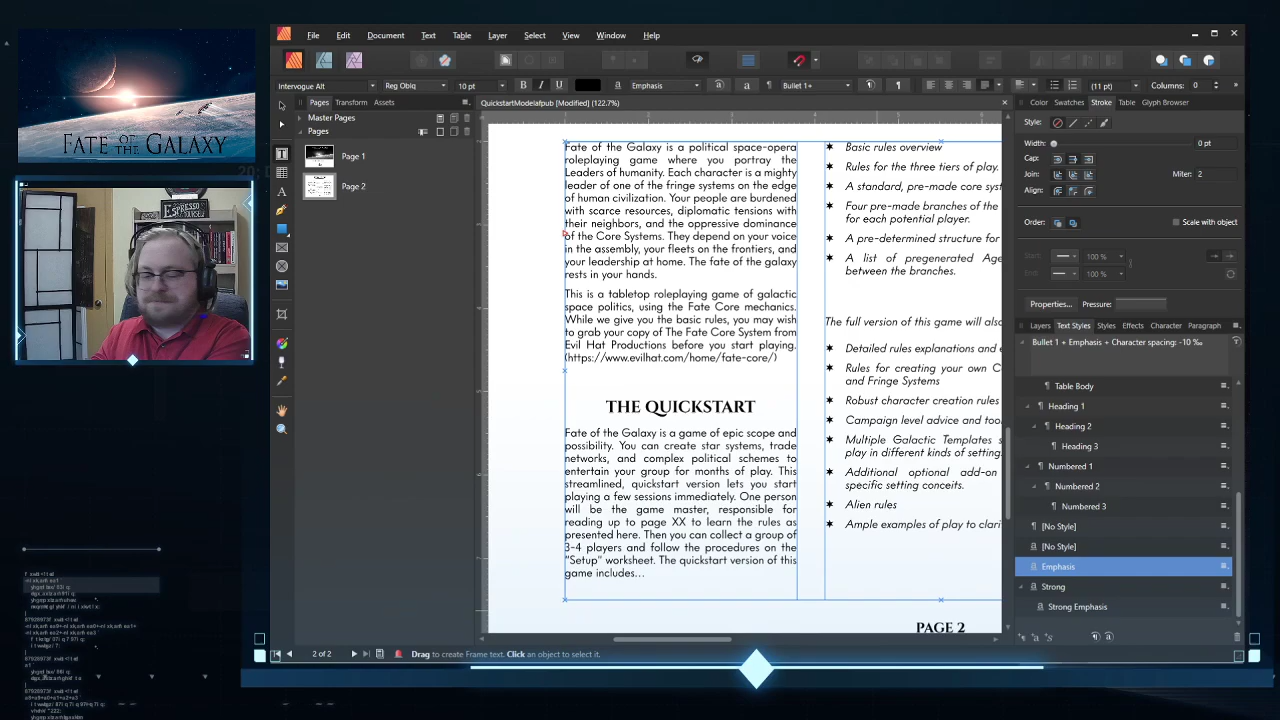 FATE OF THE GALAXY
ESPRESSO
YOURSELF
File Edit Document Text Table Layer Select View Window Help
Intervogue Alt Reg Obliq 10 pt B I U Emphasis a Bullet 1+ (11 pt) Columns: 0
Pages Transform Assets
Master Pages
Pages
Page 1
Page 2
QuickstartModelafpub [Modified] (122.7%)
Fate of the Galaxy is a political space-opera
roleplaying game where you portray the
Leaders of humanity. Each character is a mighty
leader of one of the fringe systems on the edge
of human civilization. Your people are burdened
with scarce resources, diplomatic tensions with
their neighbors, and the oppressive dominance
of the Core Systems. They depend on your voice
in the assembly, your fleets on the frontiers, and
your leadership at home. The fate of the galaxy
rests in your hands.
This is a tabletop roleplaying game of galactic
space politics, using the Fate Core mechanics.
While we give you the basic rules, you may wish
to grab your copy of The Fate Core System from
Evil Hat Productions before you start playing.
(https://www.evilhat.com/home/fate-core/)
THE QUICKSTART
Fate of the Galaxy is a game of epic scope and
possibility. You can create star systems, trade
networks, and complex political schemes to
entertain your group for months of play. This
streamlined, quickstart version lets you start
playing a few sessions immediately. One person
will be the game master, responsible for
reading up to page XX to learn the rules as
presented here. Then you can collect a group of
3-4 players and follow the procedures on the
"Setup" worksheet. The quickstart version of this
game includes...
Basic rules overview
Rules for the three tiers of play.
A standard, pre-made core syst
Four pre-made branches of the
for each potential player.
A pre-determined structure for
A list of pregenerated Age
between the branches.
The full version of this game will also
Detailed rules explanations and e
Rules for creating your own C
and Fringe Systems
Robust character creation rules
Campaign level advice and tool
Multiple Galactic Templates s
play in different kinds of setting
Additional optional add-on
specific setting conceits.
Alien rules
Ample examples of play to clari
PAGE 2
Color Swatches Stroke Table Glyph Browser
Style:
Width: 0 pt
Cap:
Join: Miter: 2
Align:
Order: Scale with object
Start: 100 %
End: 100 %
Properties... Pressure:
Layers Text Styles Styles Effects Character Paragraph
Bullet 1 + Emphasis + Character spacing: -10 ‰
Table Body
Heading 1
Heading 2
Heading 3
Numbered 1
Numbered 2
Numbered 3
[No Style]
[No Style]
Emphasis
Strong
Strong Emphasis
2 of 2 Drag to create Frame text. Click an object to select it.